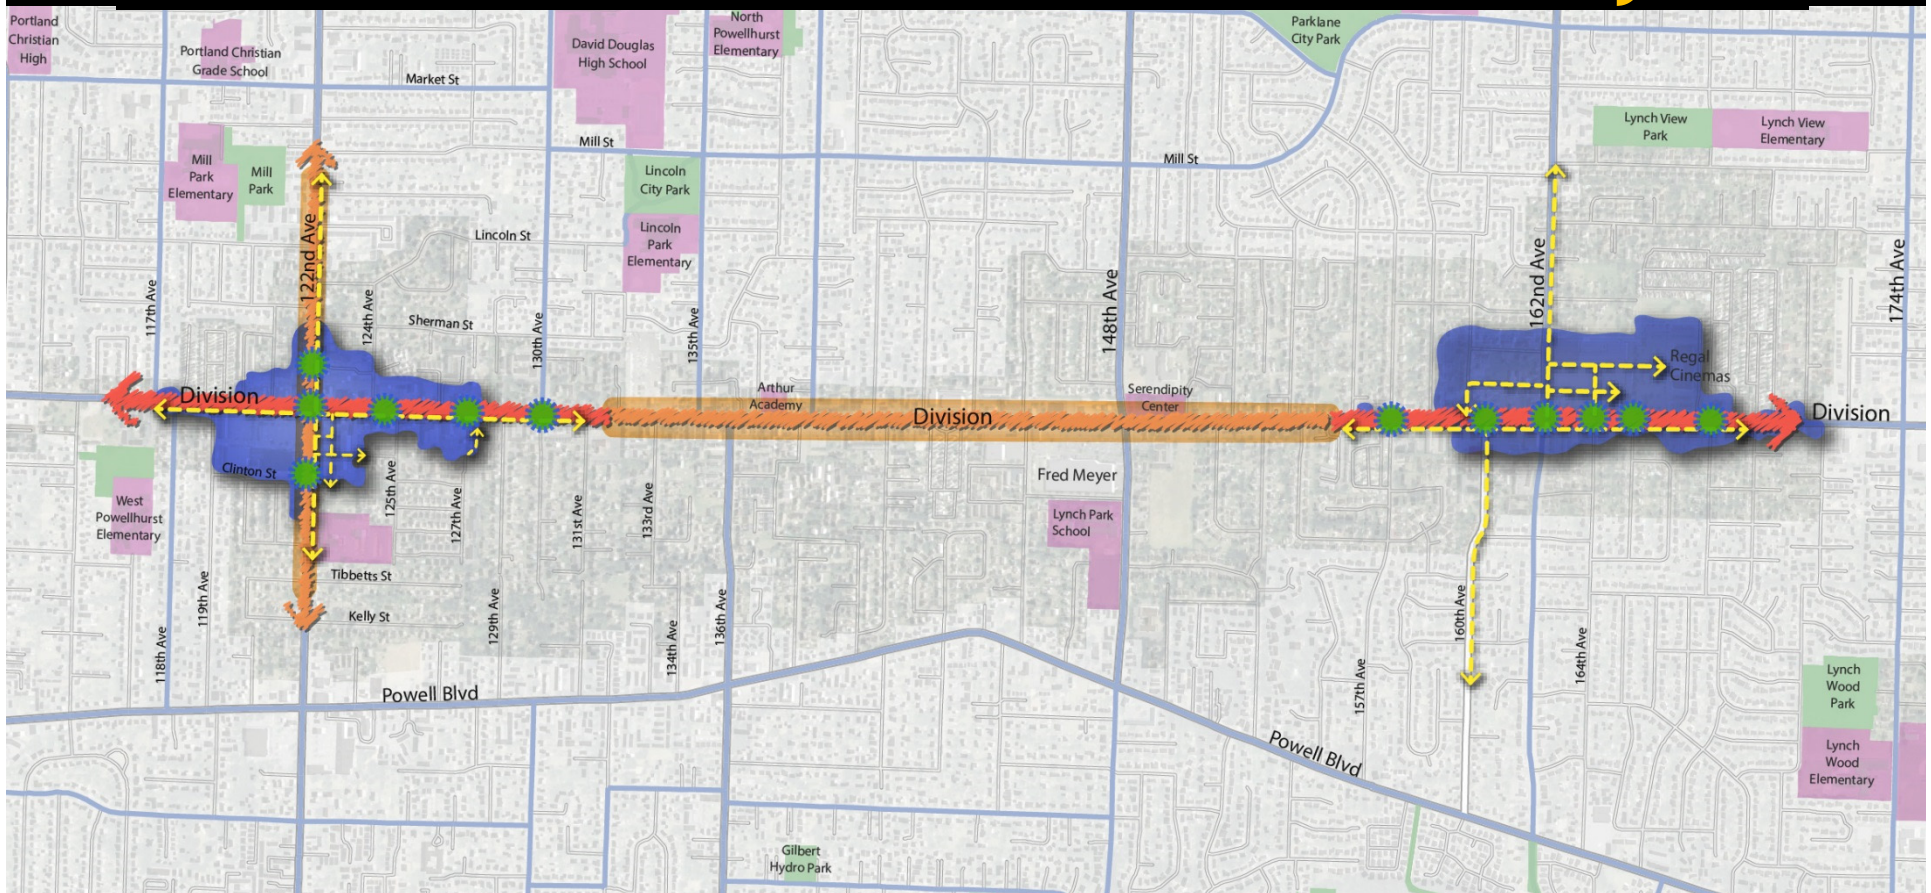 Portland
Christian
High
Portland Christian
Grade School
Market St
David Douglas
High School
North
Powellhurst
Elementary
Parklane
City Park
Lynch View
Park
Lynch View
Elementary
Mill St
Mill St
Mill
Park
Elementary
Mill
Park
Lincoln
City Park
Lincoln St
Lincoln
Park
Elementary
122nd Ave
117th Ave
124th Ave
Sherman St
130th Ave
135th Ave
148th Ave
162nd Ave
174th Ave
Regal
Cinemas
Division
Arthur
Academy
Division
Serendipity
Center
Division
Clinton St
125th Ave
127th Ave
131st Ave
133rd Ave
Fred Meyer
Lynch Park
School
West
Powellhurst
Elementary
Tibbetts St
Kelly St
119th Ave
118th Ave
129th Ave
134th Ave
136th Ave
160th Ave
157th Ave
164th Ave
Powell Blvd
Powell Blvd
Lynch
Wood
Park
Lynch
Wood
Elementary
Gilbert
Hydro Park